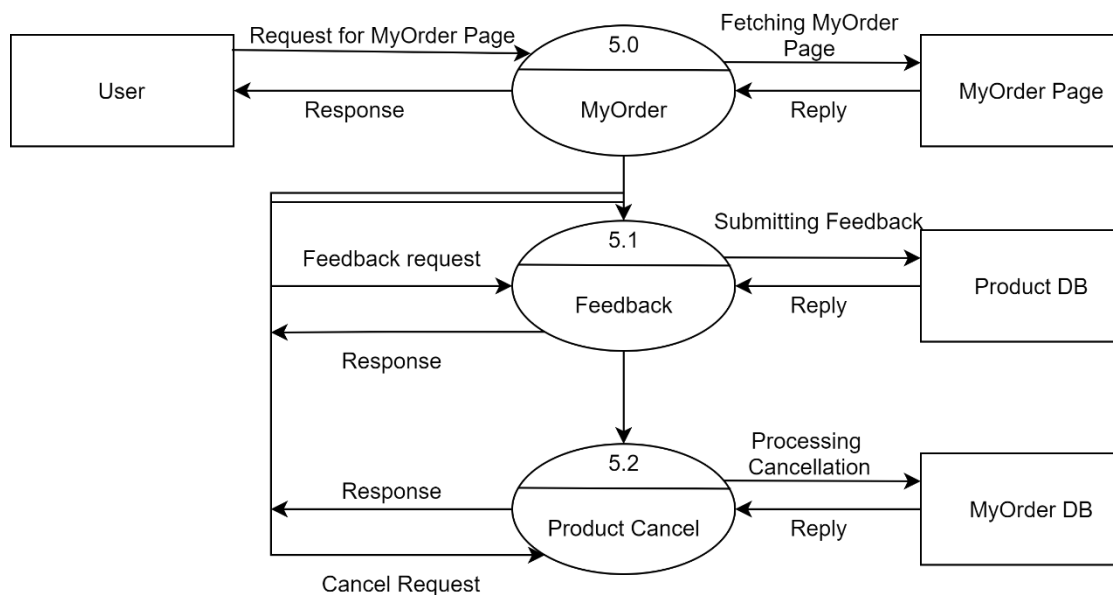 Request for MyOrder Page
5.0
Fetching MyOrder
Page
User
MyOrder
MyOrder Page
Response
Reply
5.1
Submitting Feedback
Feedback request
Feedback
Product DB
Reply
Response
5.2
Processing
Cancellation
Response
Product Cancel
MyOrder DB
Reply
Cancel Request